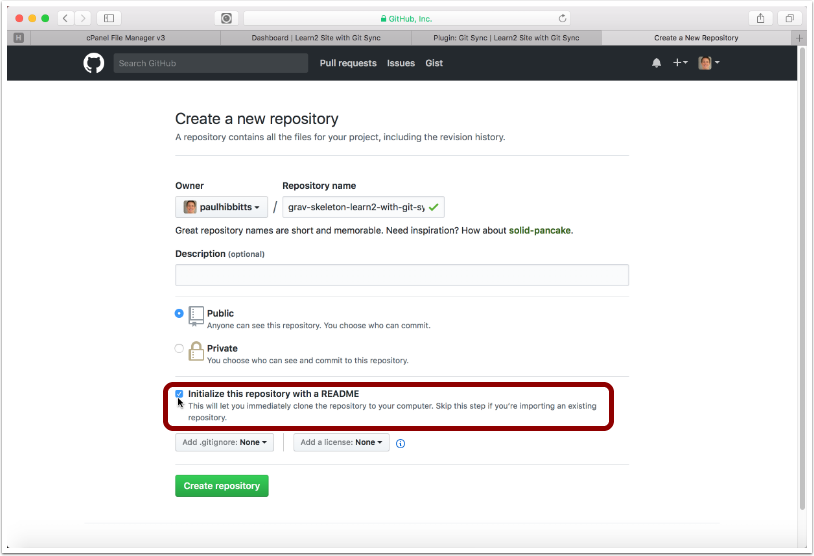 GitHub, Inc.
H
cPanel File Manager v3
Dashboard | Learn2 Site with Git Sync
Plugin: Git Sync | Learn2 Site with Git Sync
Create a New Repository
Search GitHub
Pull requests Issues Gist
Create a new repository
A repository contains all the files for your project, including the revision history.
Owner Repository name
paulhibbitts / grav-skeleton-learn2-with-git-sy
Great repository names are short and memorable. Need inspiration? How about solid-pancake.
Description (optional)
Public
Anyone can see this repository. You choose who can commit.
Private
You choose who can see and commit to this repository.
Initialize this repository with a README
This will let you immediately clone the repository to your computer. Skip this step if you're importing an existing
repository.
Add .gitignore: None Add a license: None
Create repository